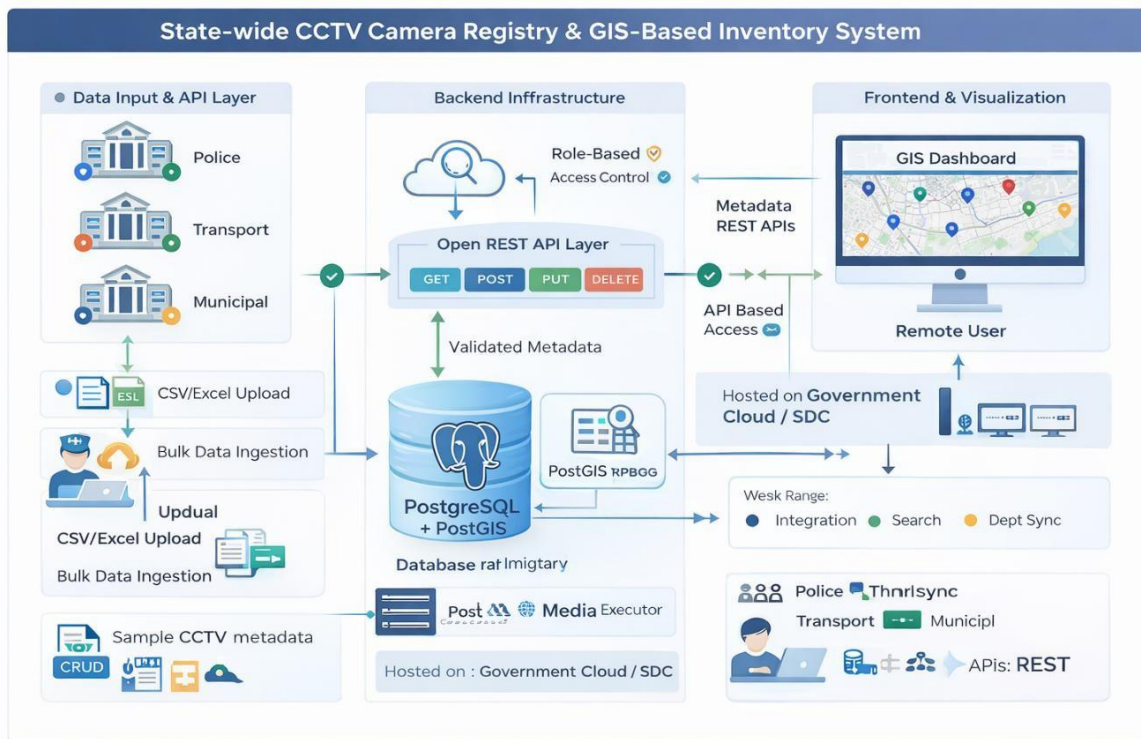 State-wide CCTV Camera Registry & GIS-Based Inventory System
Data Input & API Layer
Police
Transport
Municipal
ESL
CSV/Excel Upload
Bulk Data Ingestion
Updual
CSV/Excel Upload
Bulk Data Ingestion
Sample CCTV metadata
CRUD
Backend Inffrastructure
Role-Based
Access Control
Open REST API Layer
GET POST PUT DELETE
Validated Metadata
PostgreSQL
+ PostGIS
PostGIS RPBGG
Database rat Imigtary
Post Media Executor
Hosted on : Government Cloud / SDC
Frontend & Visualization
GIS Dashboard
Remote User
Metadata
REST APIs
API Based
Access
Hosted on Government
Cloud / SDC
Wesk Range:
Integration Search Dept Sync
Police Thnrlsync
Transport Municipl
APis: REST